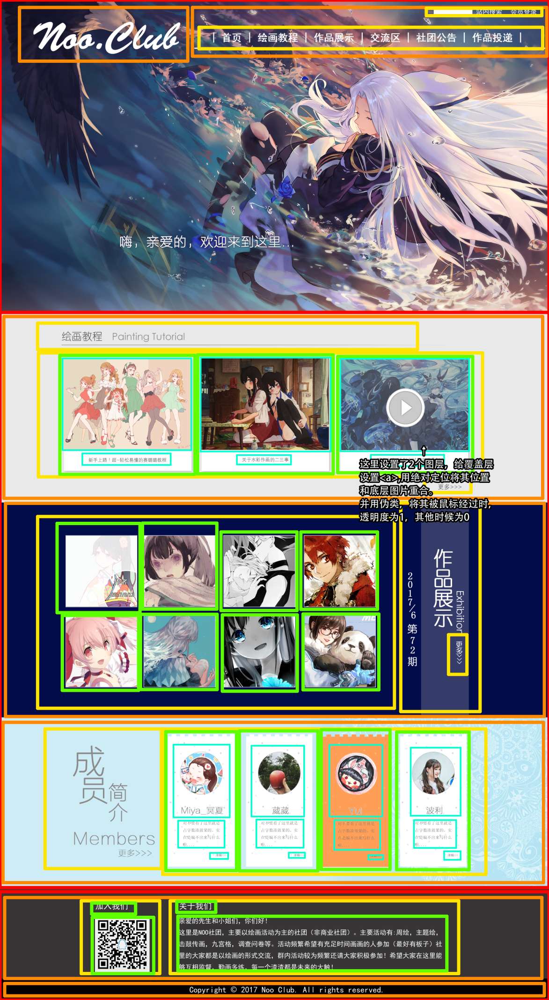 Noo.Club
站内搜索 会员登录
| 首页 | 绘画教程 | 作品展示 | 交流区 | 社团公告 | 作品投递 |
嗨，亲爱的，欢迎来到这里...
绘画教程 Painting Tutorial
新手上路！超~轻松易懂的赛璐璐教程
关于水彩作画的二三事
这里设置了2个图层，给覆盖层
设置<a>,用绝对定位将其位置
和底层图片重合。
并用伪类，将其被鼠标经过时，
透明度为1，其他时候为0
更多>>>
作者
2017/6/13
2017/6 第72期
作品展示
Exhibition
更多>>>
成员
简介
Members
更多>>>
Miya_冥夏
对不要看了这里就是
占字数凑效果的。实
在是编不出来写什么
啦....
详细>>>
葳葳
对不要看了这里就是
占字数凑效果的。实
在是编不出来写什么
啦....
详细>>>
Yui
对不要看了这里就是
占字数凑效果的。实
在是编不出来写什么
啦....
波利
对不要看了这里就是
占字数凑效果的。实
在是编不出来写什么
啦....
详细>>>
加入我们
关于我们
亲爱的先生和小姐们，你们好！
这里是NOO社团，主要以绘画活动为主的社团（非商业社团）。主要活动有:周绘，主题绘，
击鼓传画，九宫格，调查问卷等。活动频繁希望有充足时间画画的人参加（最好有板子）社
里的大家都是以绘画的形式交流，群内活动较为频繁还请大家积极参加！希望大家在这里能
够互相监督，勤画多练，每一个渣渣都是未来的大触！
Copyright © 2017 Noo Club. All rights reserved.